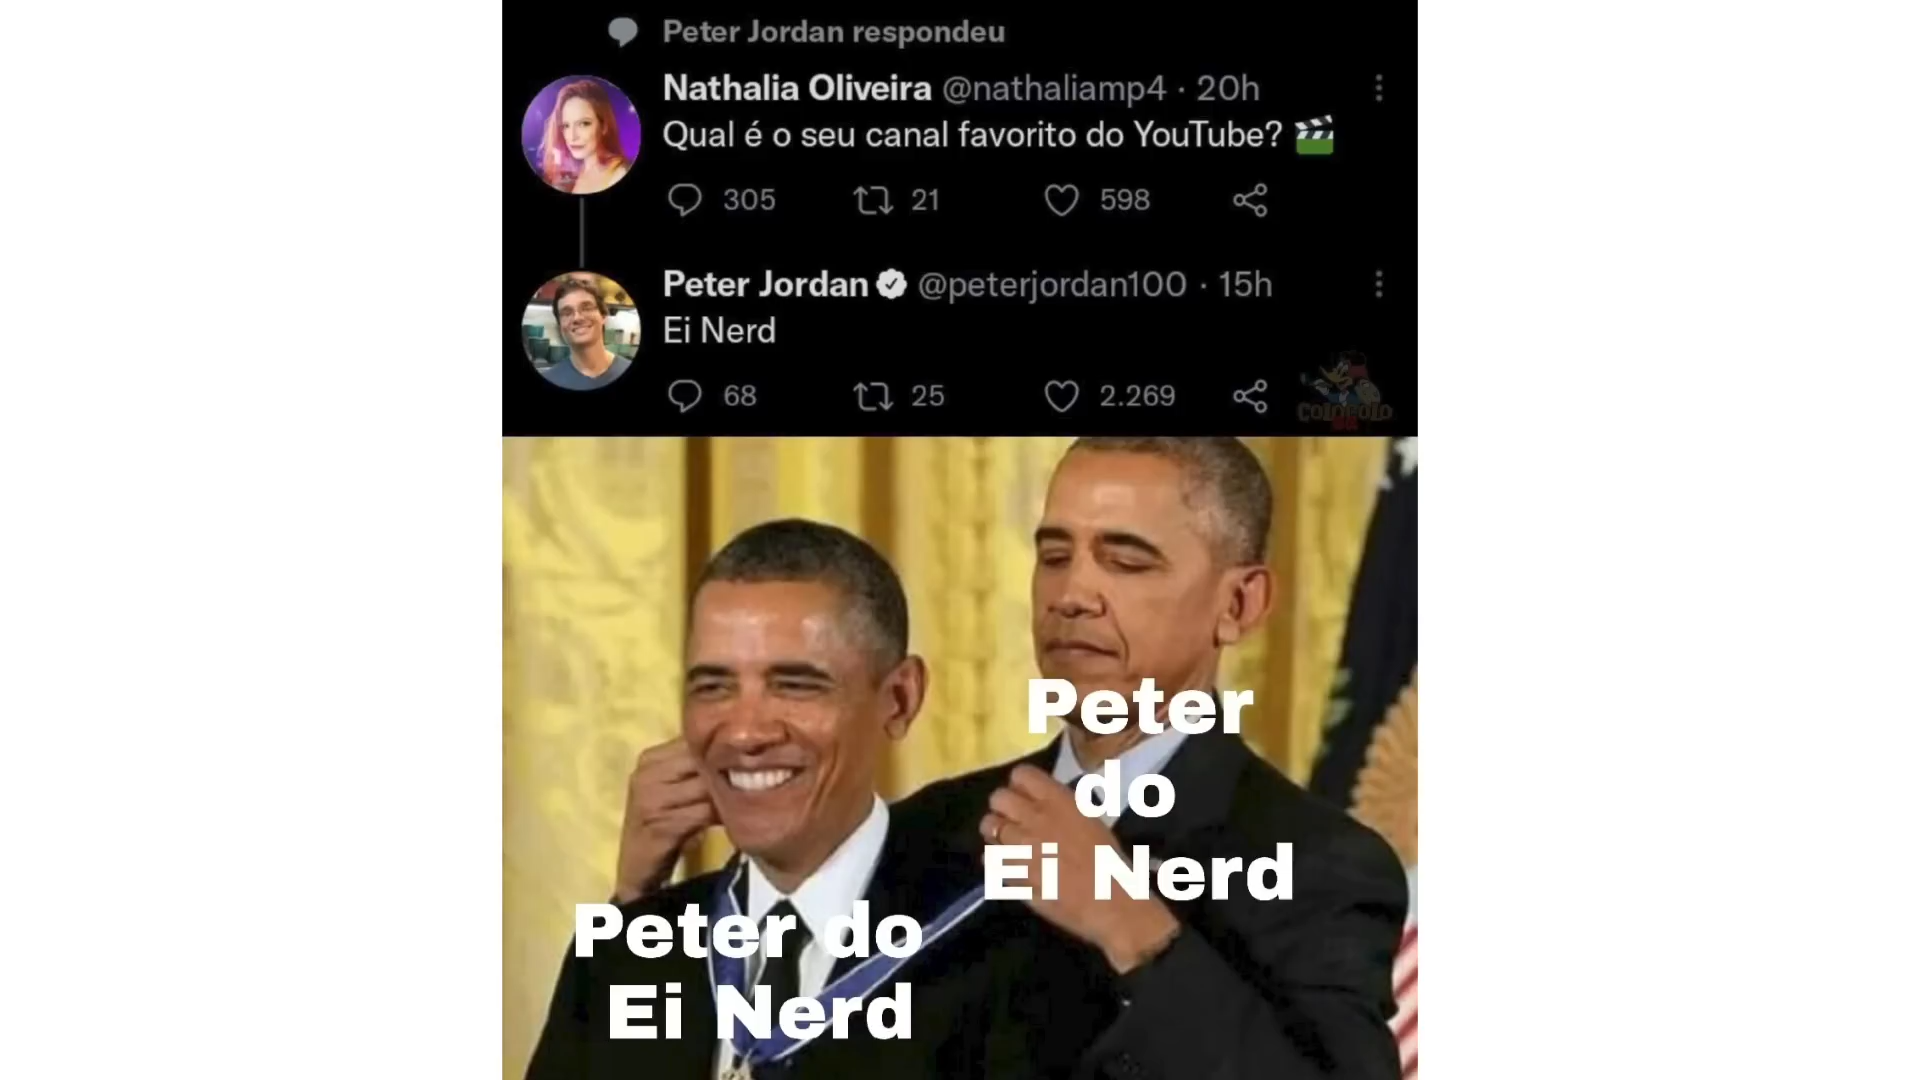 Peter Jordan respondeu
Nathalia Oliveira @nathaliamp4 · 20h
Qual é o seu canal favorito do YouTube? 🎬
305 21 598
Peter Jordan @peterjordan100 · 15h
Ei Nerd
68 25 2.269
COLOCOLO
Peter
do
Ei Nerd
Peter do
Ei Nerd